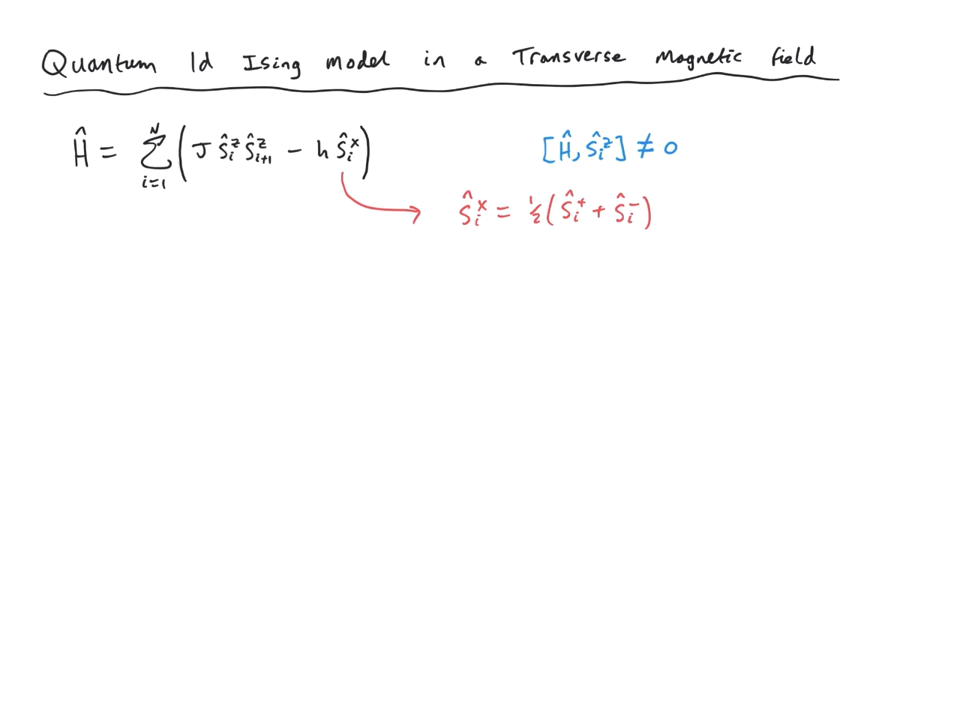 Quantum 1d Ising model in a Transverse Magnetic field
Ĥ = ∑_{i=1}^{N} ( J Ŝ_i^z Ŝ_{i+1}^z − h Ŝ_i^x ) [Ĥ, Ŝ_i^z] ≠ 0
Ŝ_i^x = ½( Ŝ_i^+ + Ŝ_i^− )